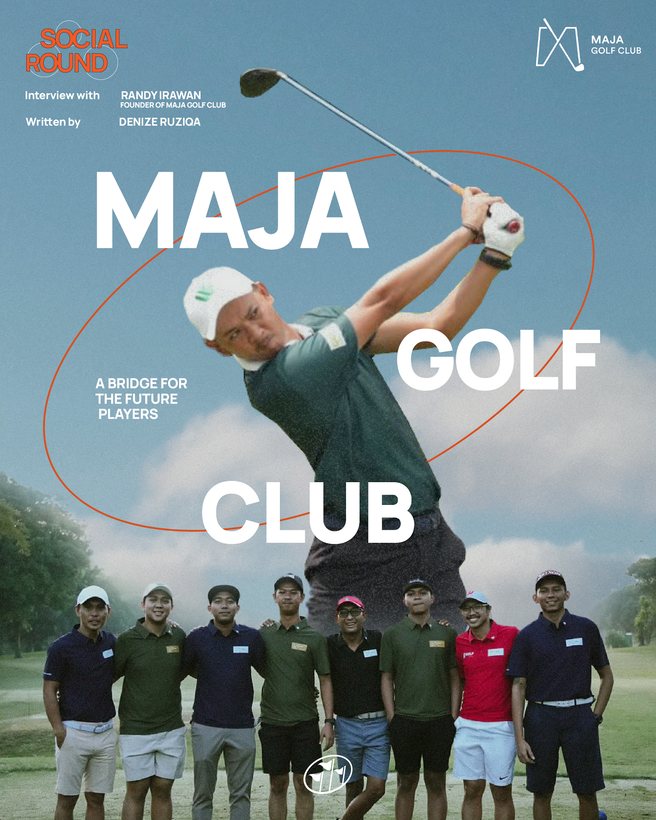 SOCIAL
ROUND
MAJA
GOLF CLUB
Interview with RANDY IRAWAN
FOUNDER OF MAJA GOLF CLUB
Written by DENIZE RUZIQA
MAJA
GOLF
A BRIDGE FOR
THE FUTURE
PLAYERS
CLUB